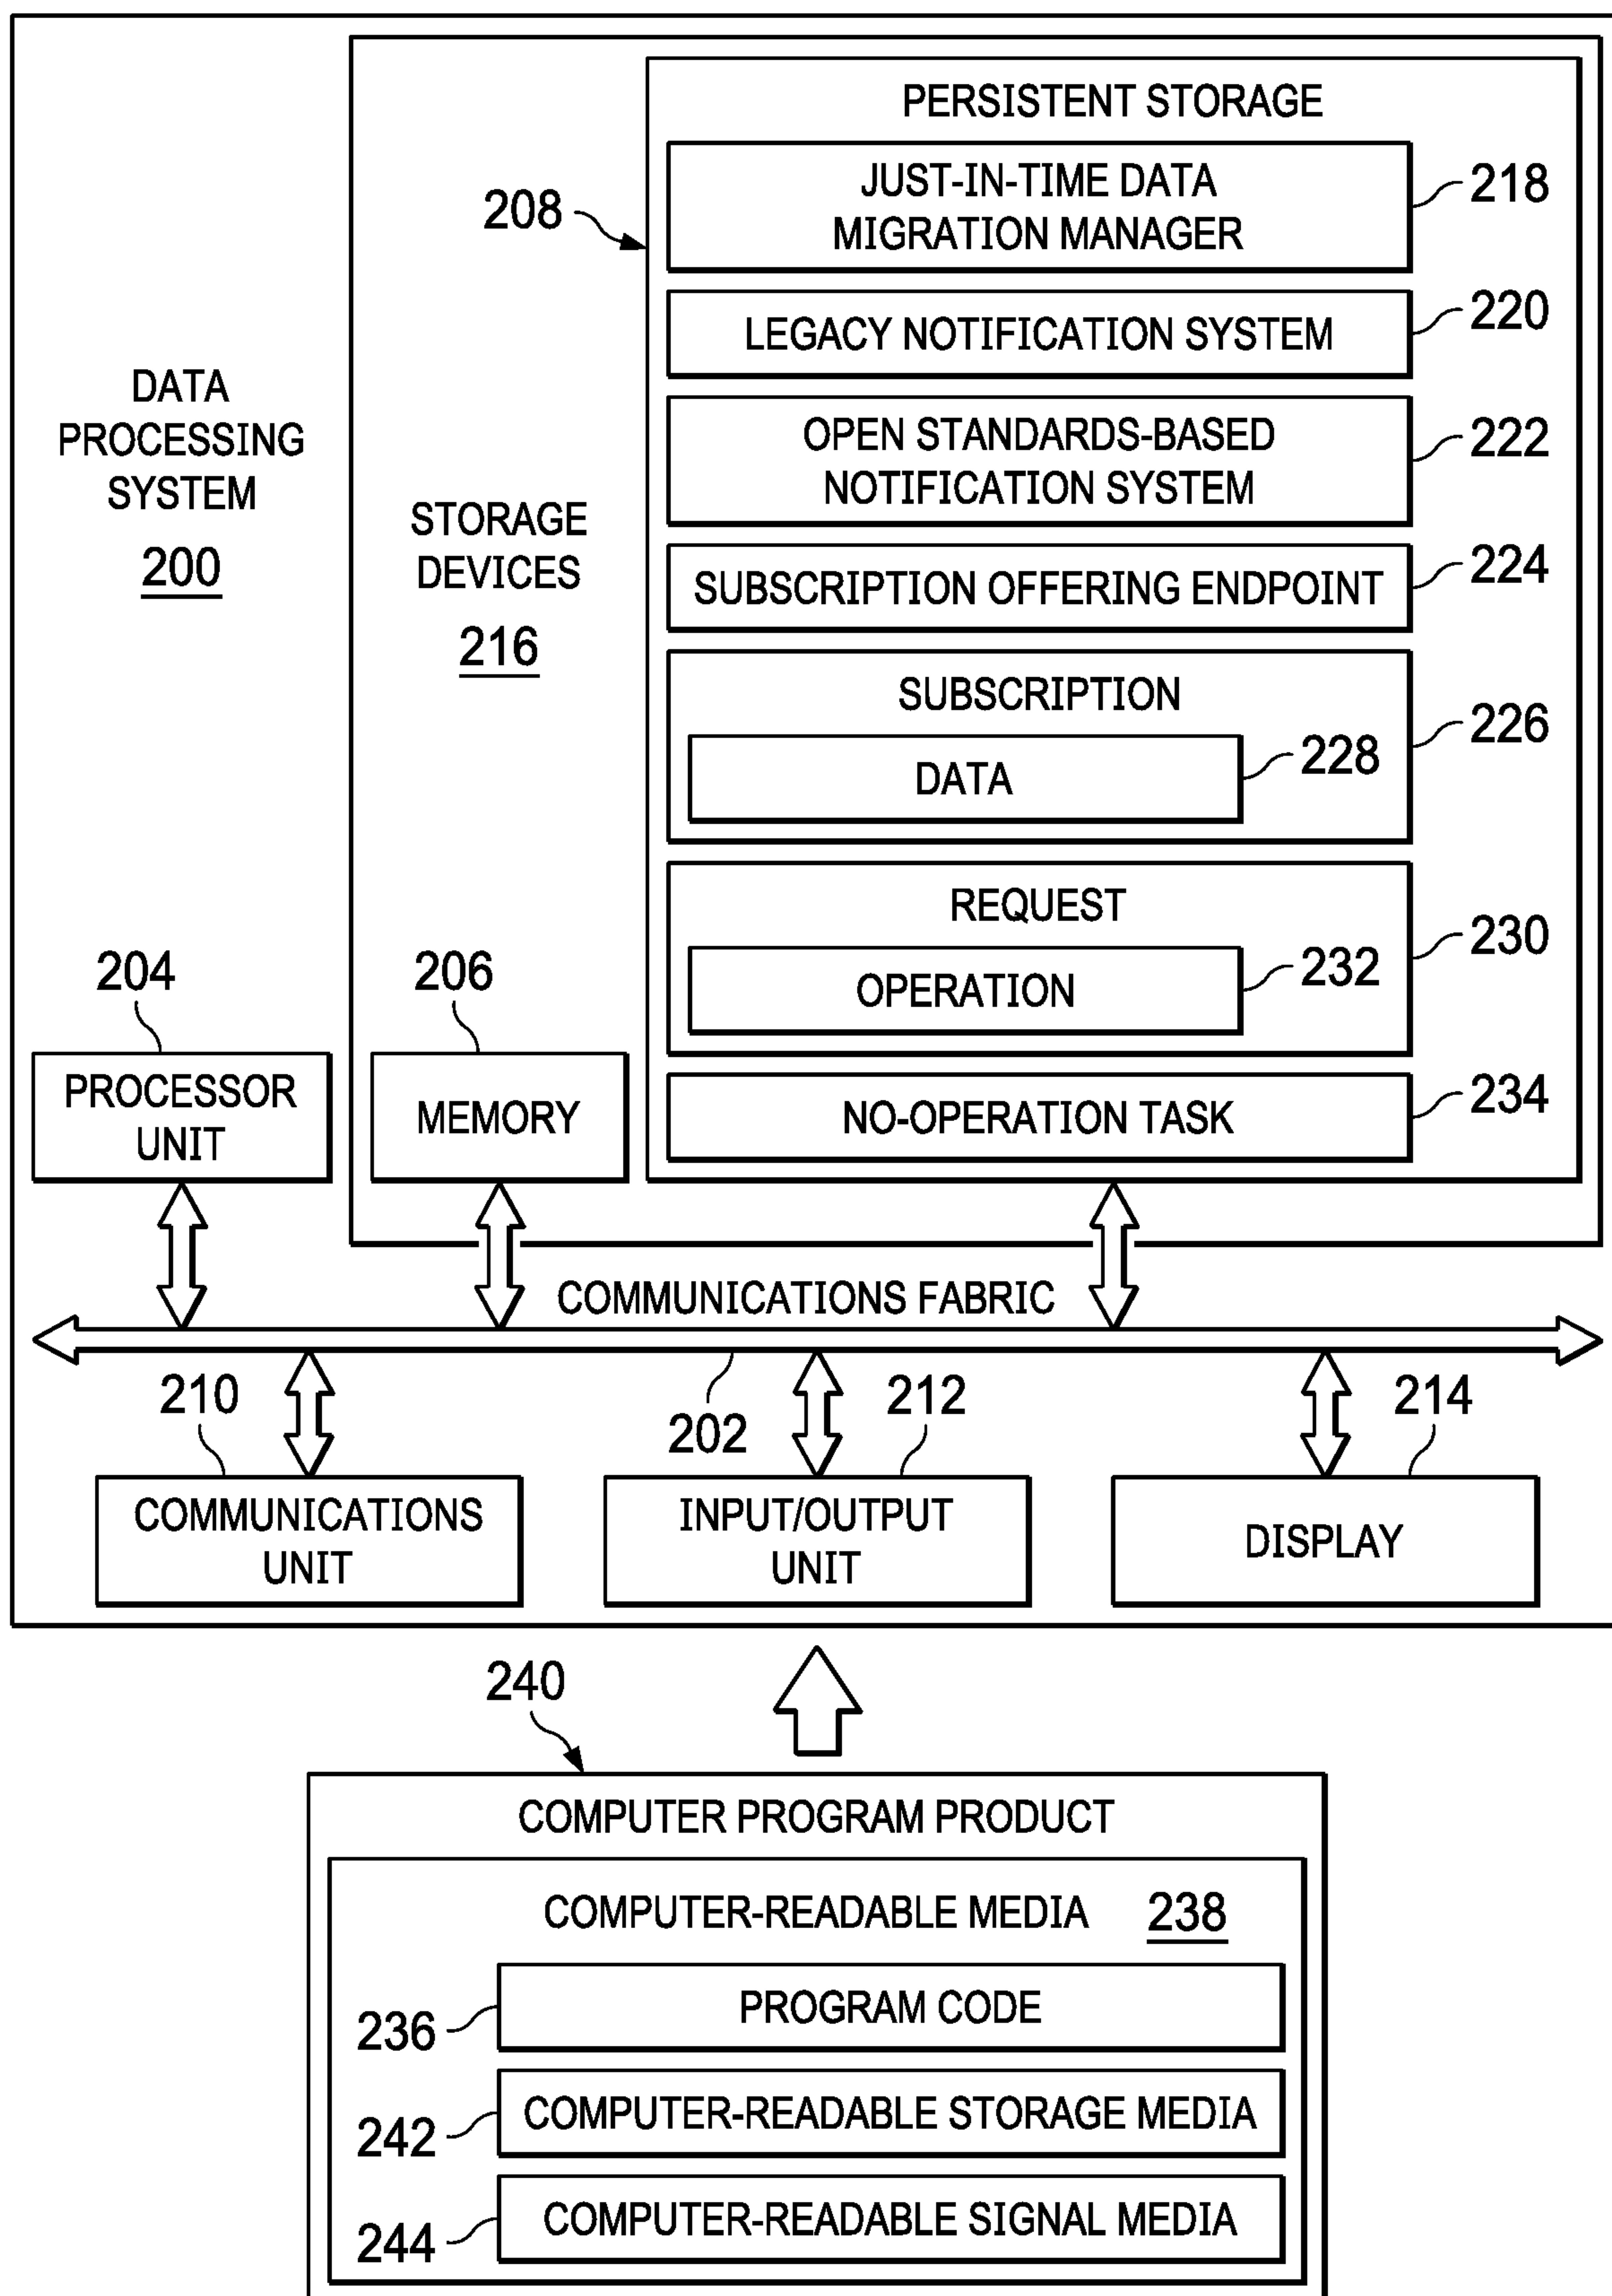 PERSISTENT STORAGE
JUST-IN-TIME DATA
MIGRATION MANAGER
218
208
LEGACY NOTIFICATION SYSTEM
220
DATA
PROCESSING
SYSTEM
200
OPEN STANDARDS-BASED
NOTIFICATION SYSTEM
222
STORAGE
DEVICES
216
SUBSCRIPTION OFFERING ENDPOINT
224
SUBSCRIPTION
226
DATA
228
REQUEST
230
OPERATION
232
204
PROCESSOR
UNIT
206
MEMORY
NO-OPERATION TASK
234
COMMUNICATIONS FABRIC
202
210
COMMUNICATIONS
UNIT
212
INPUT/OUTPUT
UNIT
214
DISPLAY
240
COMPUTER PROGRAM PRODUCT
COMPUTER-READABLE MEDIA
238
PROGRAM CODE
236
COMPUTER-READABLE STORAGE MEDIA
242
COMPUTER-READABLE SIGNAL MEDIA
244